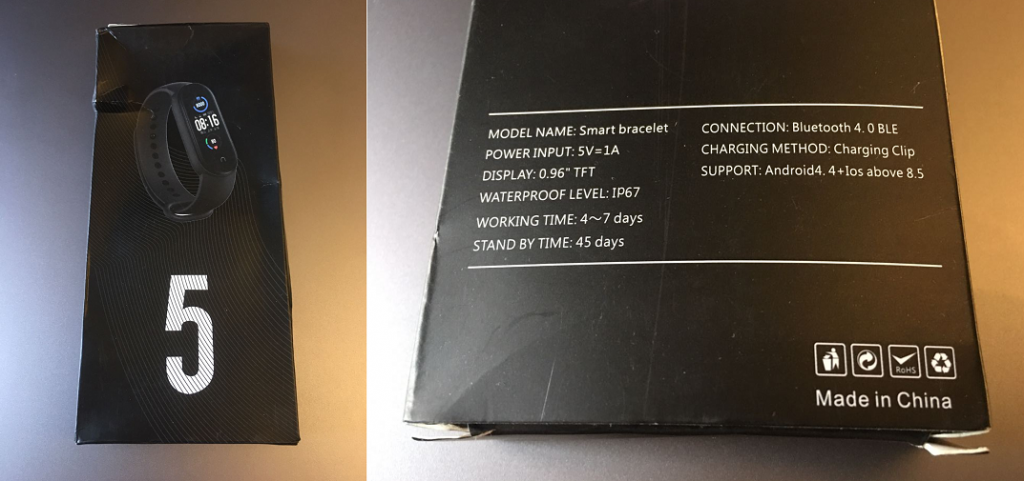 08:16
5
MODEL NAME: Smart bracelet
POWER INPUT: 5V=1A
DISPLAY: 0.96" TFT
WATERPROOF LEVEL: IP67
WORKING TIME: 4～7 days
STAND BY TIME: 45 days
CONNECTION: Bluetooth 4. 0 BLE
CHARGING METHOD: Charging Clip
SUPPORT: Android4. 4+Ios above 8.5
RoHS
Made in China